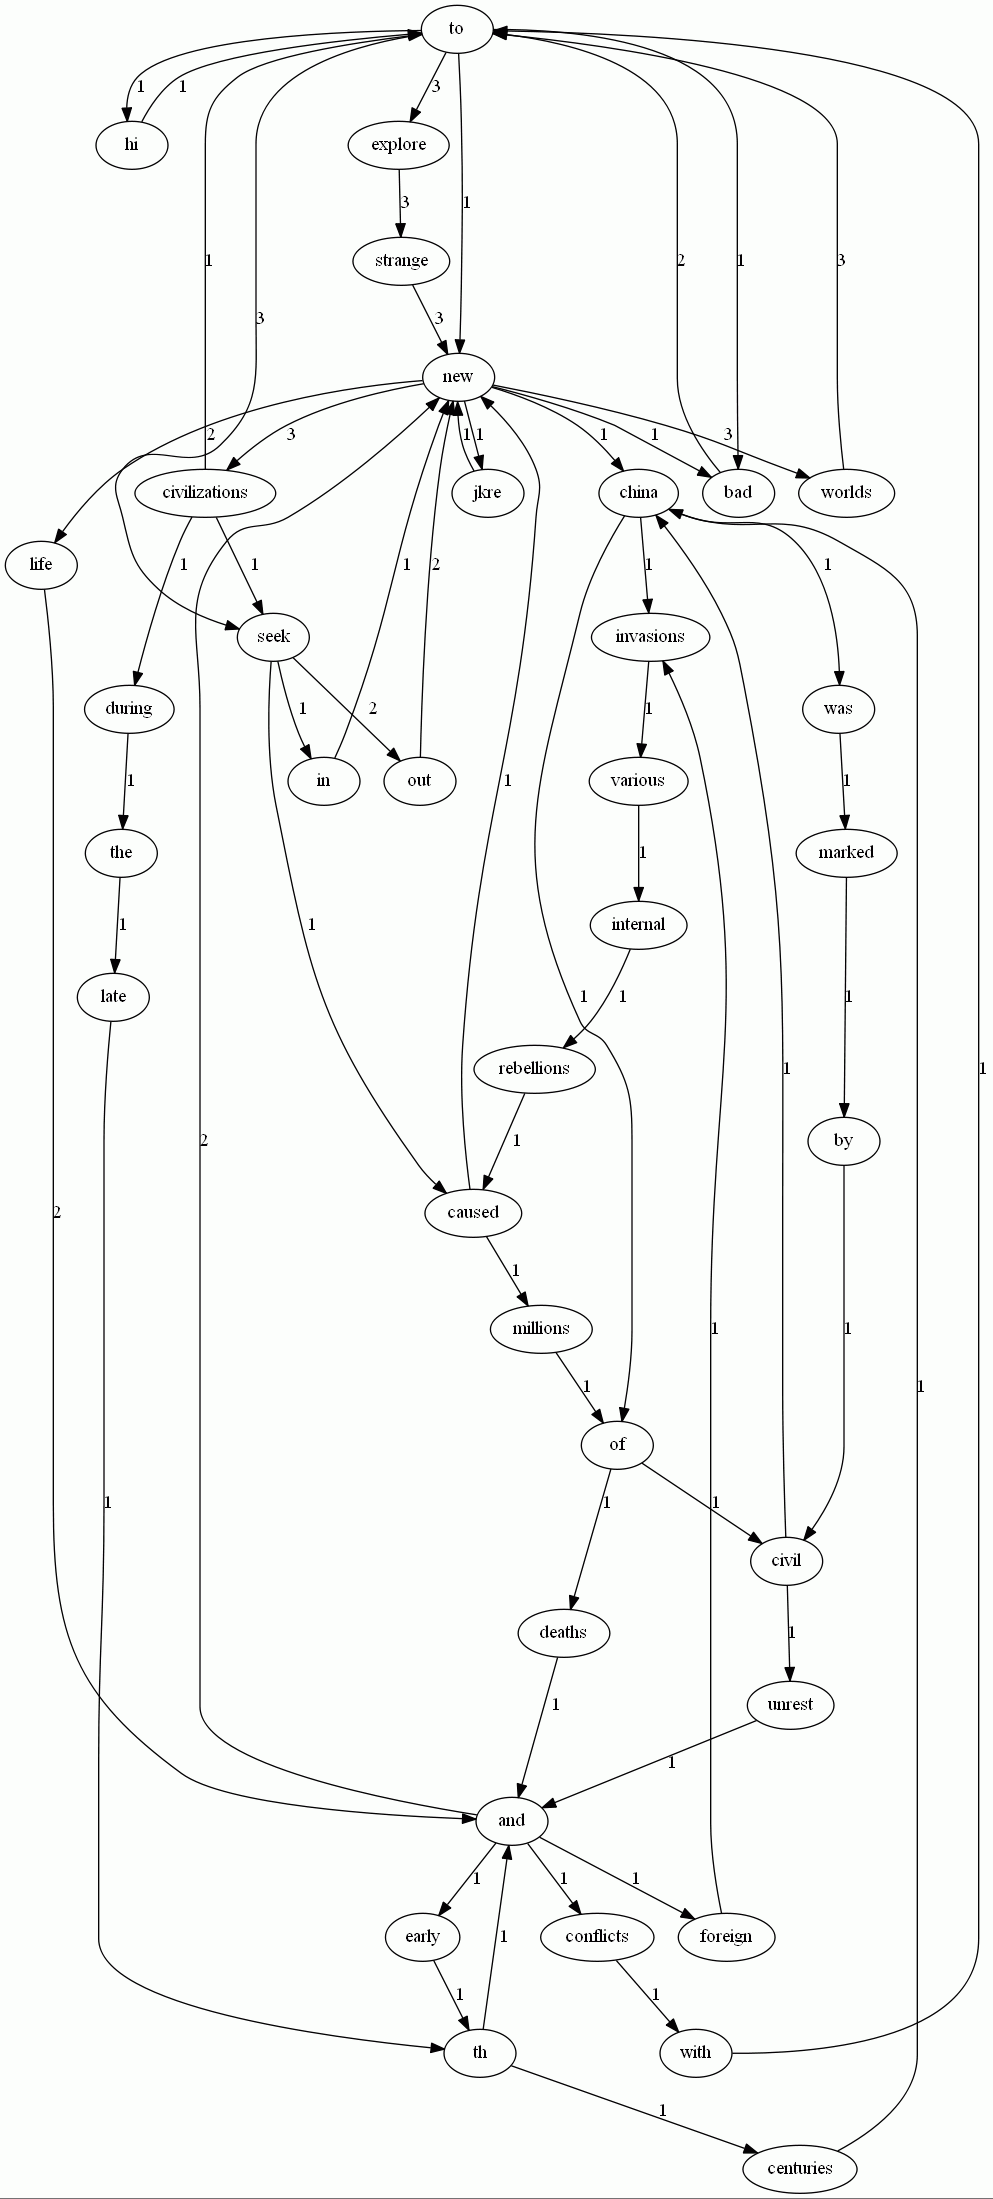 to
1 1 3
hi explore
3 1
strange
1 2 1 3
3 3
new
2 3 1 1 1 1 3
civilizations jkre china bad worlds
life 1 1 1 2 1 1
seek invasions
during 1 2 1 was
1 in out various 1
the 1 marked
1 1 internal
late 1 1 1
rebellions
2 1 1 by
2 caused
1
millions 1 1
1 1
of
1 1 1
civil
deaths 1
1 unrest
1
and
1 1 1
early 1 conflicts foreign
1 1
th with
1
centuries